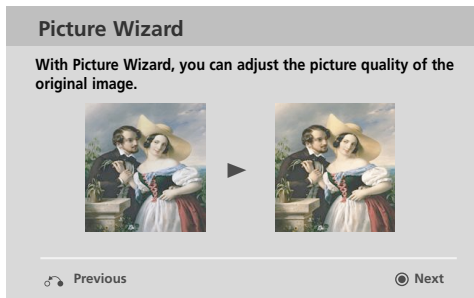 Picture Wizard
With Picture Wizard, you can adjust the picture quality of the
original image.
Previous
Next